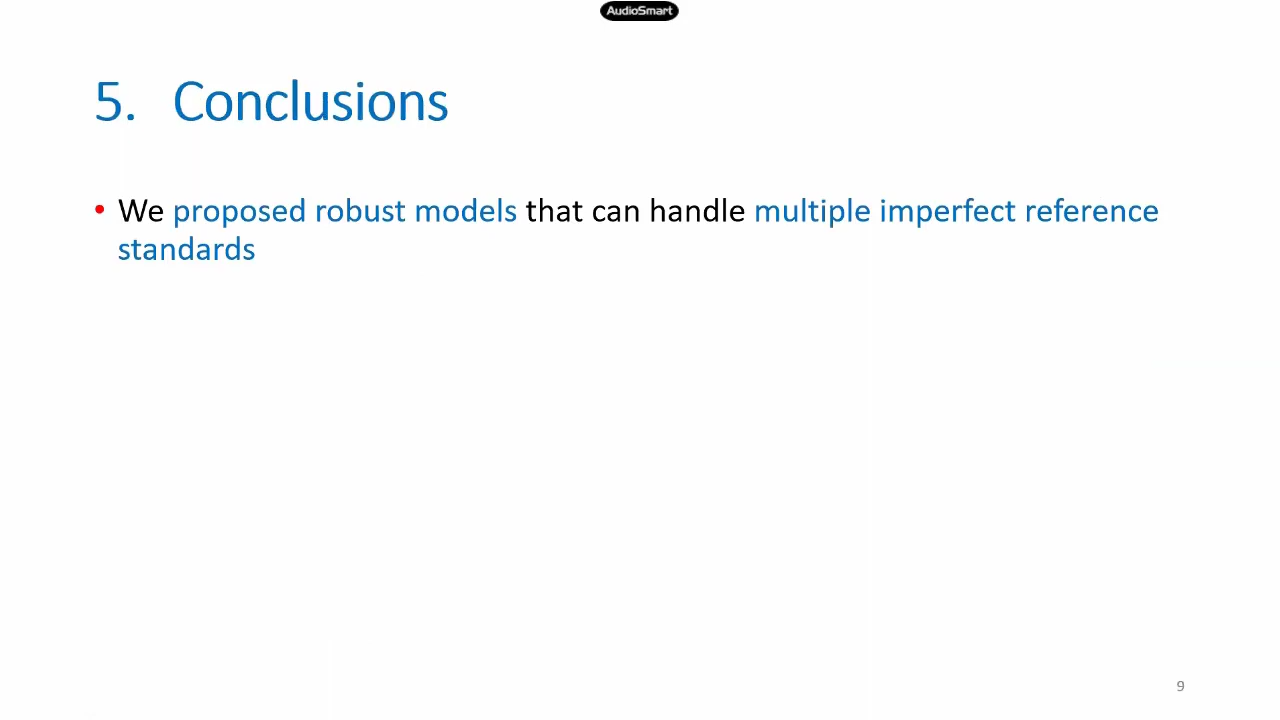 AudioSmart
5. Conclusions
• We proposed robust models that can handle multiple imperfect reference
standards
9